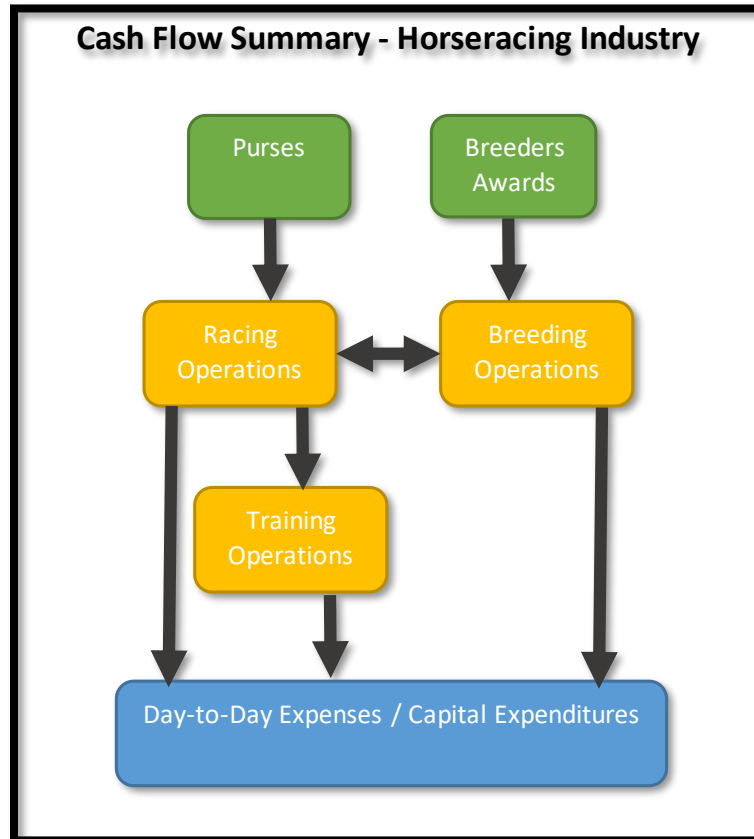 Cash Flow Summary - Horseracing Industry
Purses
Breeders
Awards
Racing
Operations
Breeding
Operations
Training
Operations
Day-to-Day Expenses / Capital Expenditures